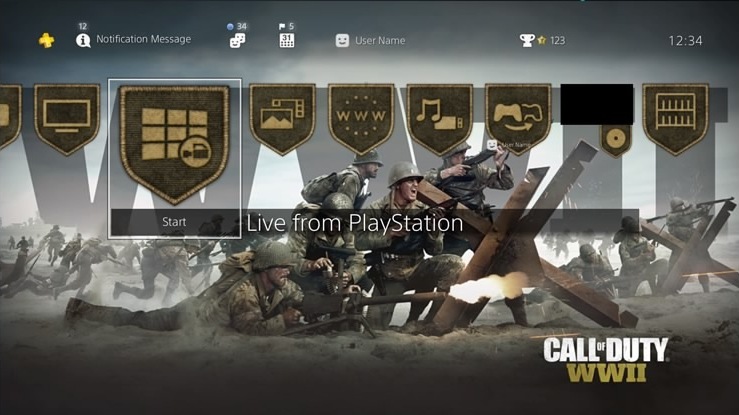 12
Notification Message
34
5
31
User Name
123
12:34
WWII
WWW
User Name
Start
Live from PlayStation
CALL OF DUTY
WWII